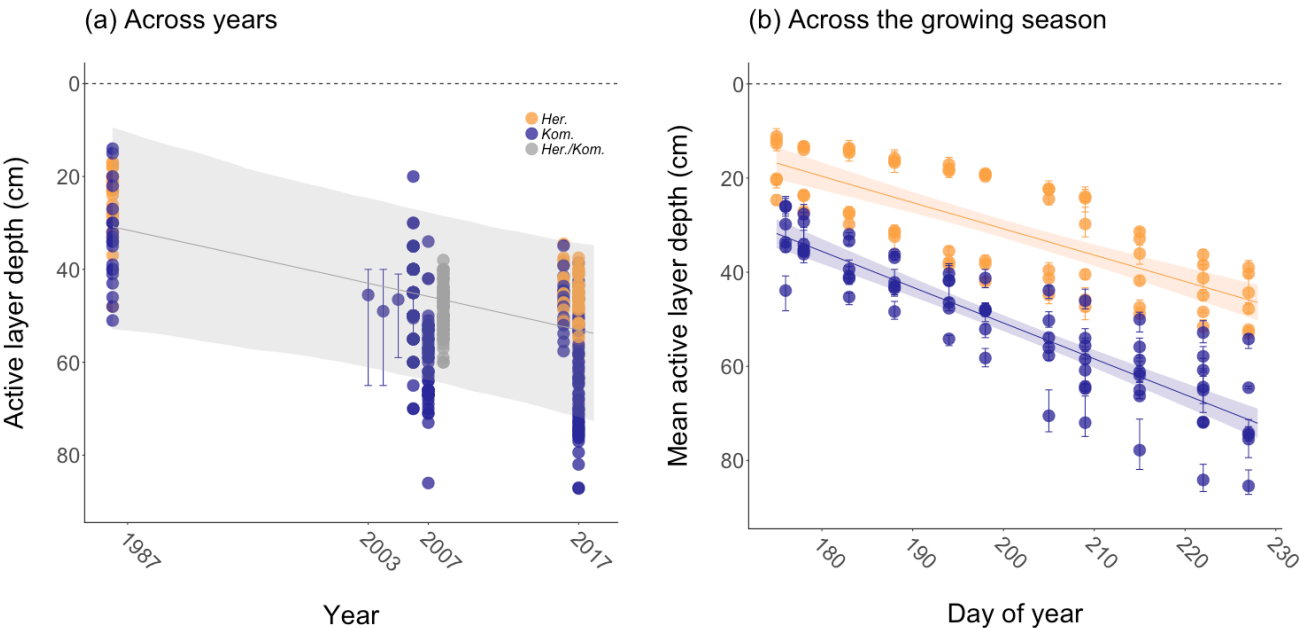 (a) Across years
Active layer depth (cm)
0
20
40
60
80
Her.
Kom.
Her./Kom.
1987
2003
2007
2017
Year
(b) Across the growing season
Mean active layer depth (cm)
0
20
40
60
80
180
190
200
210
220
230
Day of year